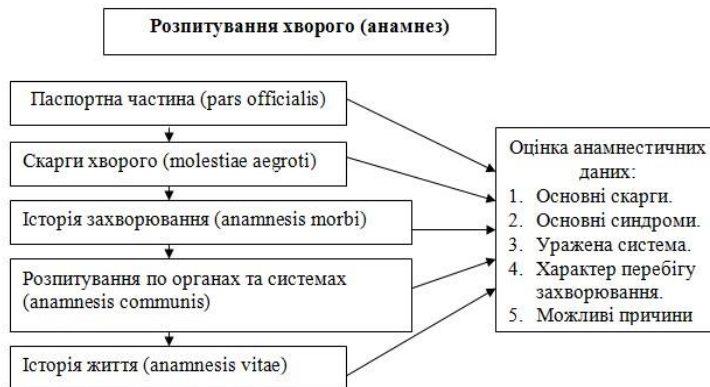 Розпитування хворого (анамнез)
Паспортна частина (pars officialis)
Скарги хворого (molestiae aegroti)
Історія захворювання (anamnesis morbi)
Розпитування по органах та системах
(anamnesis communis)
Історія життя (anamnesis vitae)
Оцінка анамнестичних
даних:
1. Основні скарги.
2. Основні синдроми.
3. Уражена система.
4. Характер перебігу
захворювання.
5. Можливі причини